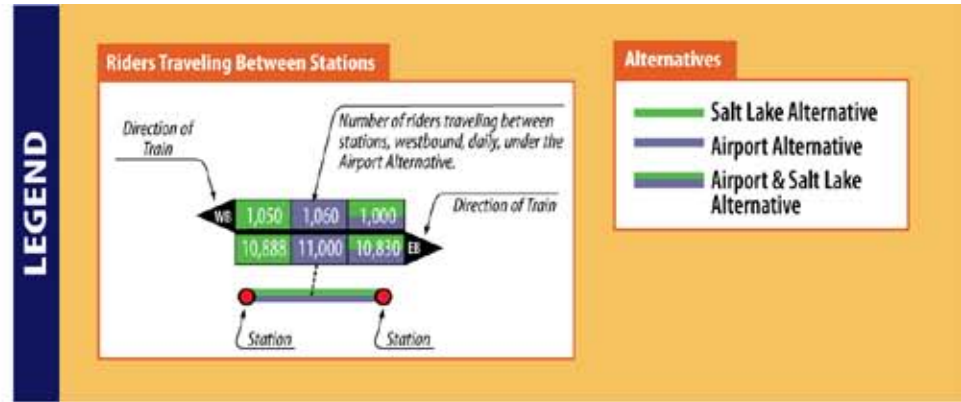 LEGEND
Riders Traveling Between Stations
Direction of
Train
Number of riders traveling between
stations, westbound, daily, under the
Airport Alternative.
Direction of Train
WB 1,050 1,060 1,000
10,888 11,000 10,830 EB
Station
Station
Alternatives
Salt Lake Alternative
Airport Alternative
Airport & Salt Lake
Alternative